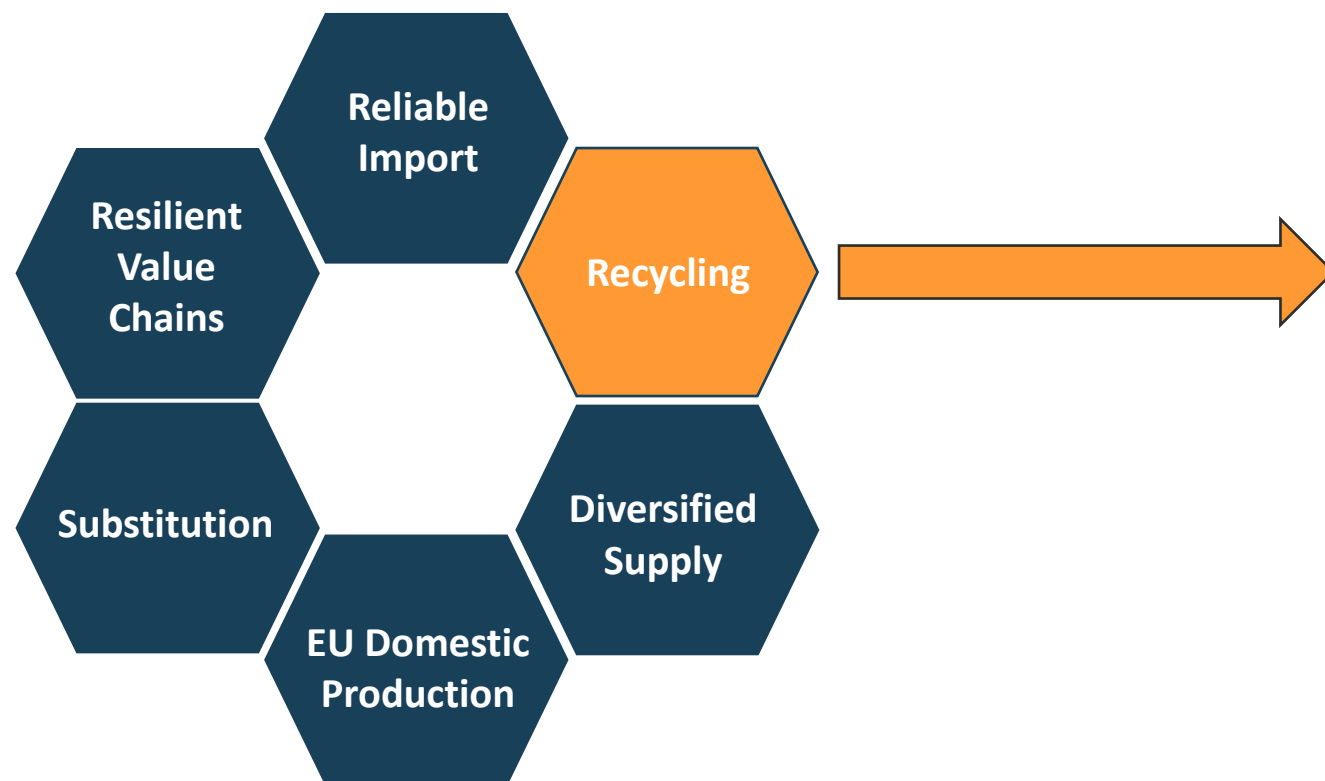 Reliable
Import
Resilient
Value
Chains
Recycling
Substitution
Diversified
Supply
EU Domestic
Production